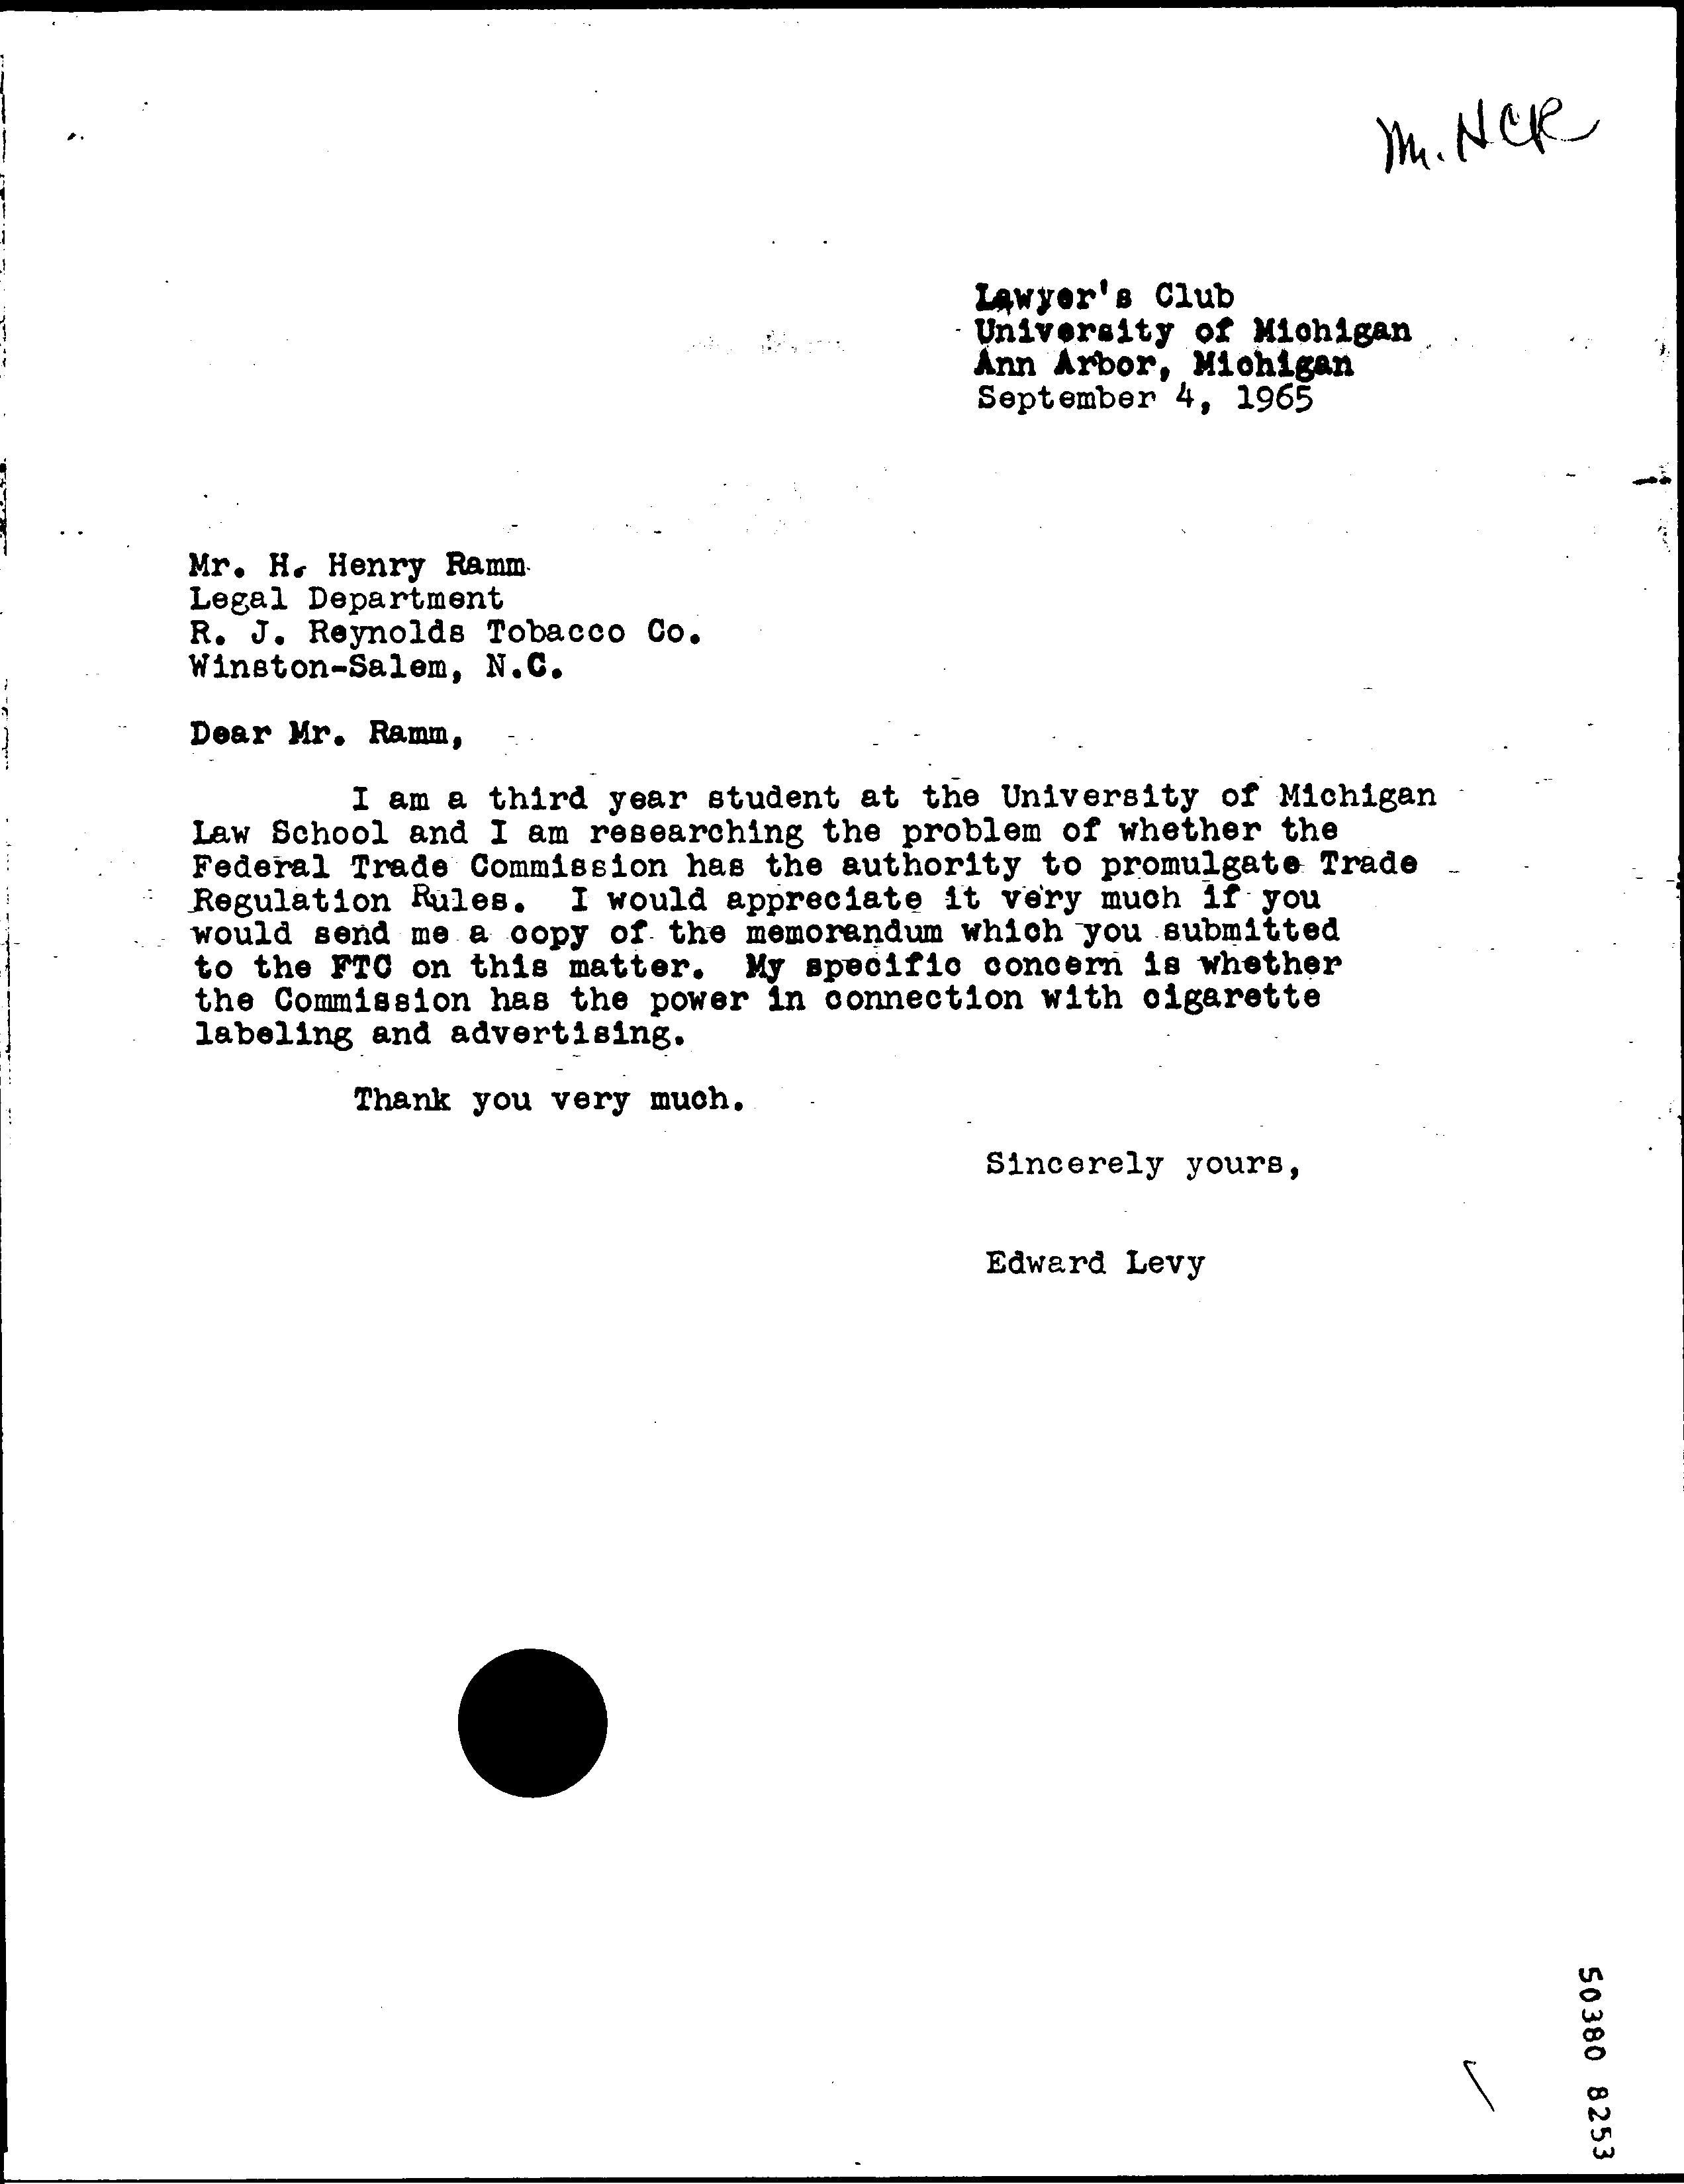 Mr. HCR
Lawyer's Club
University of Michigan
Ann Arbor, Michigan
September 4, 1965
Mr. H. Henry Ramm
Legal Department
R. J. Reynolds Tobacco Co.
Winston-Salem, N.C.
Dear Mr. Ramm,
I am a third year student at the University of Michigan
Law School and I am researching the problem of whether the
Federal Trade Commission has the authority to promulgate Trade
Regulation Rules. I would appreciate it very much if you
would send me a copy of the memorandum which you submitted
to the FTC on this matter. My specific concern is whether
the Commission has the power in connection with cigarette
labeling and advertising.
Thank you very much.
Sincerely yours,
Edward Levy
50380 8253